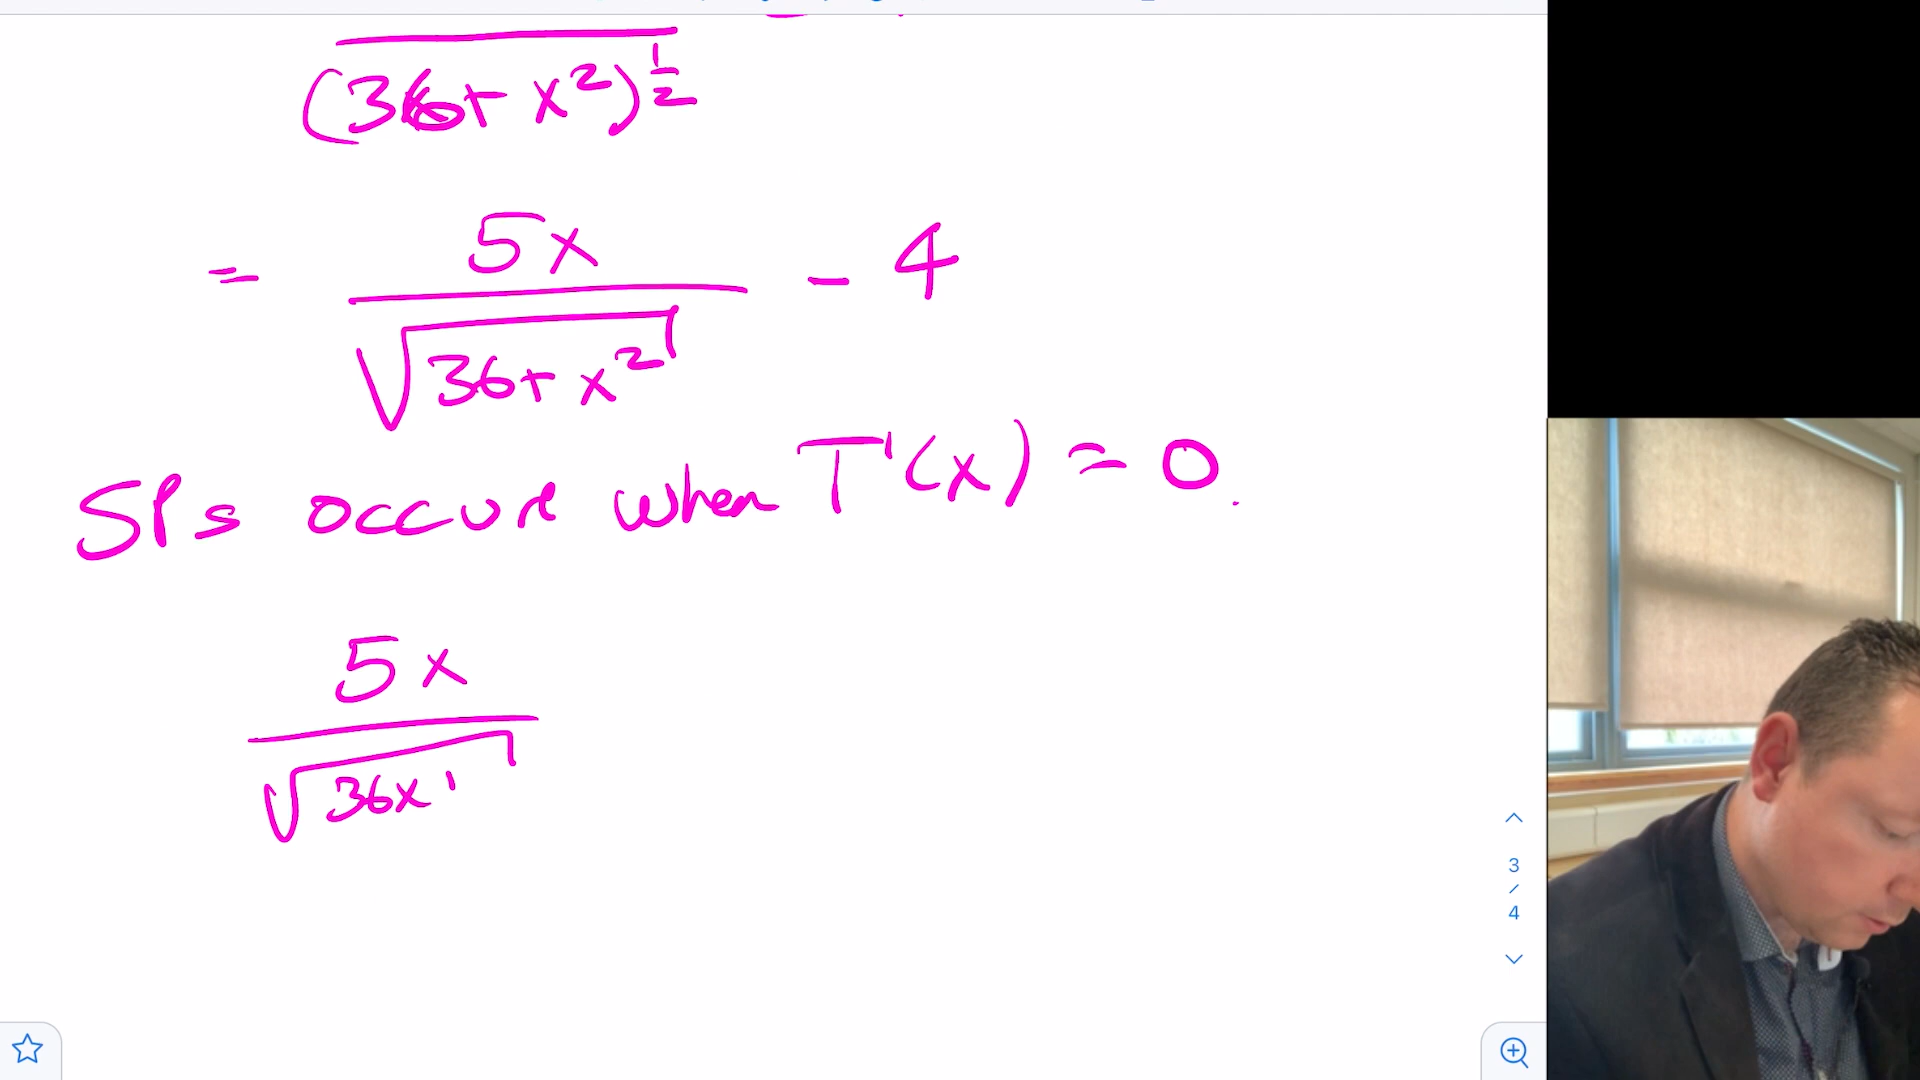 (36+ x²)^½
= 5x / √36+ x² - 4
SPs occur when T'(x) = 0.
5x
√36x'
3
/
4